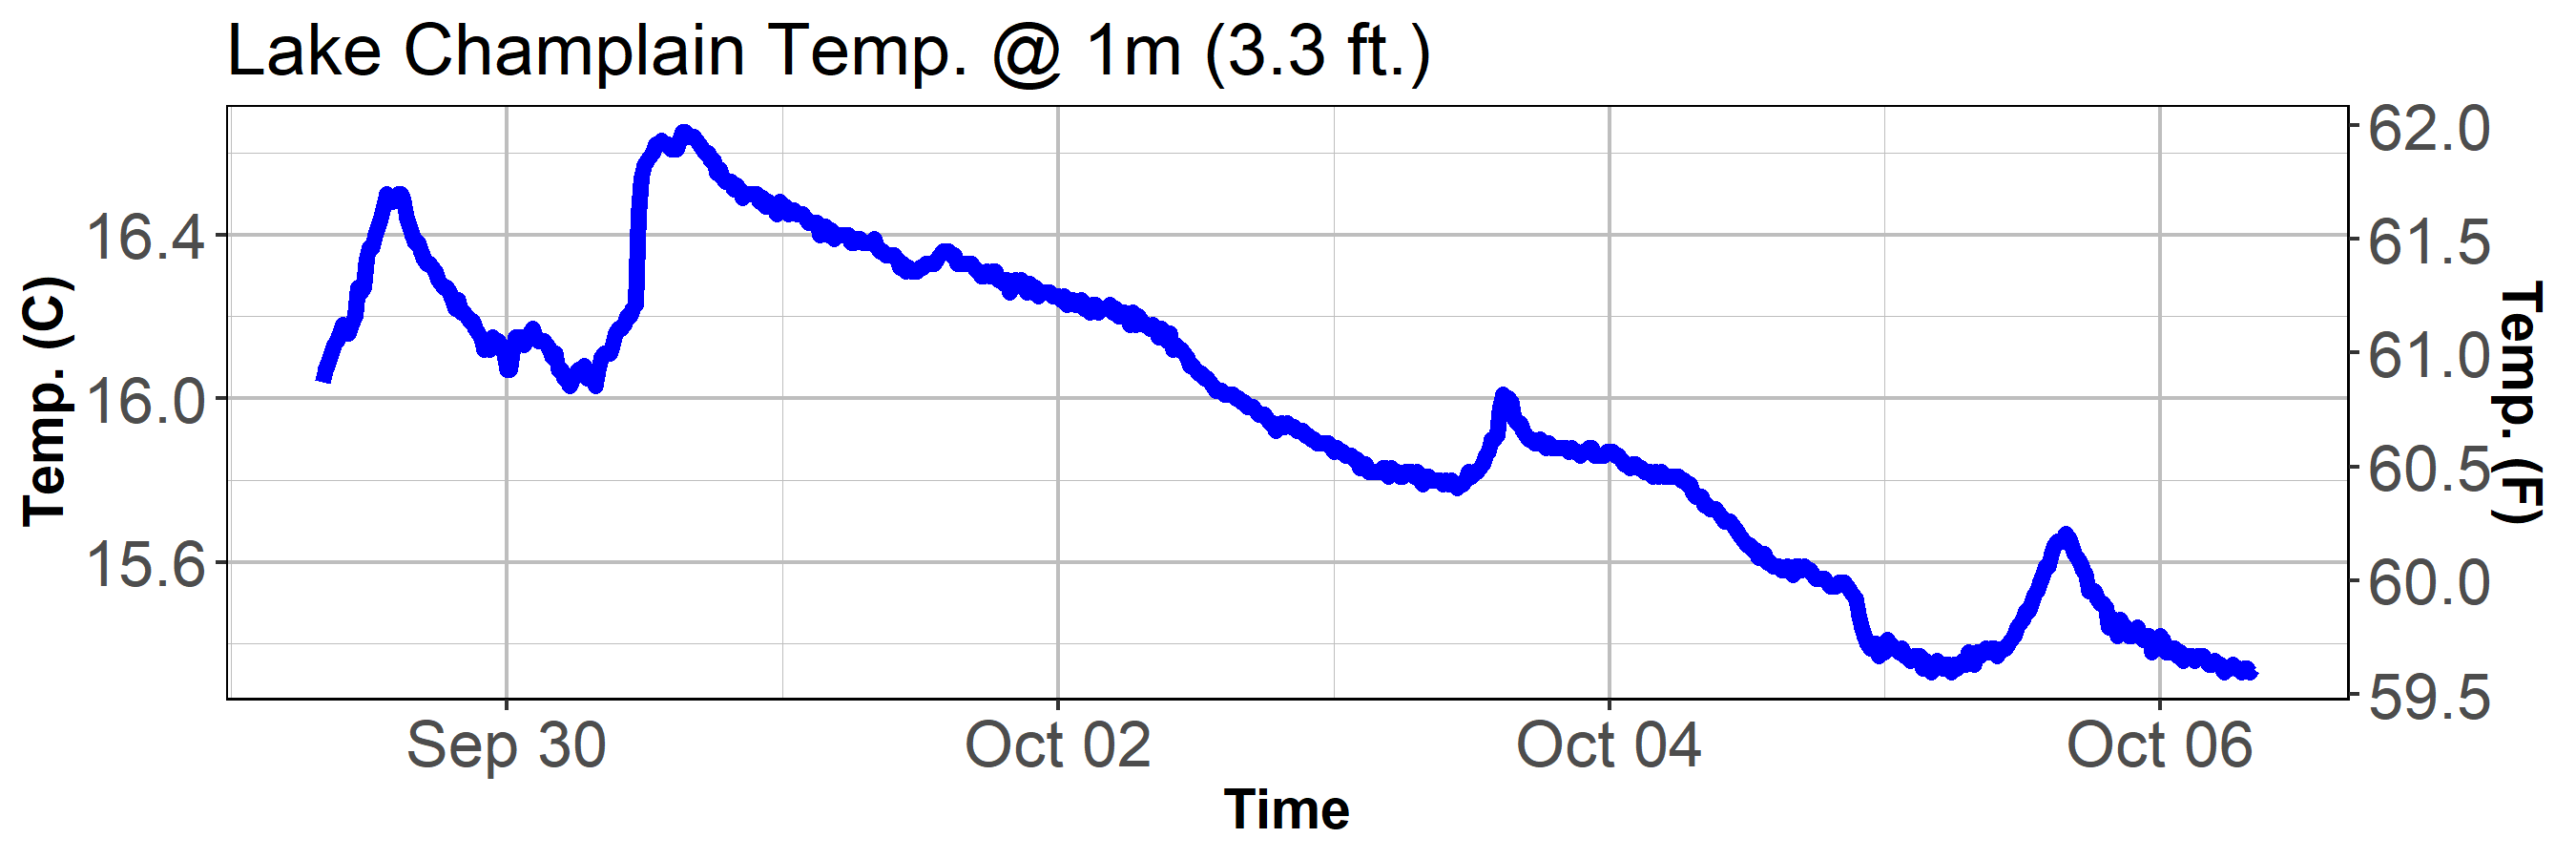 Lake Champlain Temp. @ 1m (3.3 ft.)
Temp. (C)
16.4
16.0
15.6
62.0
61.5
61.0
60.5
60.0
59.5
Temp. (F)
Sep 30
Oct 02
Oct 04
Oct 06
Time